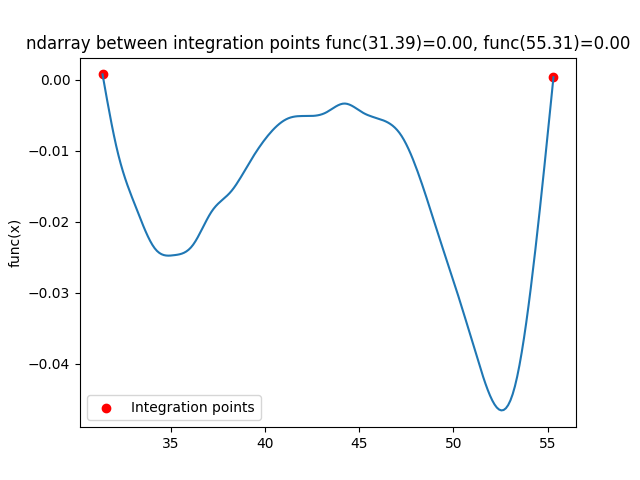 ndarray between integration points func(31.39)=0.00, func(55.31)=0.00
0.00
−0.01
−0.02
−0.03
−0.04
func(x)
Integration points
35 40 45 50 55